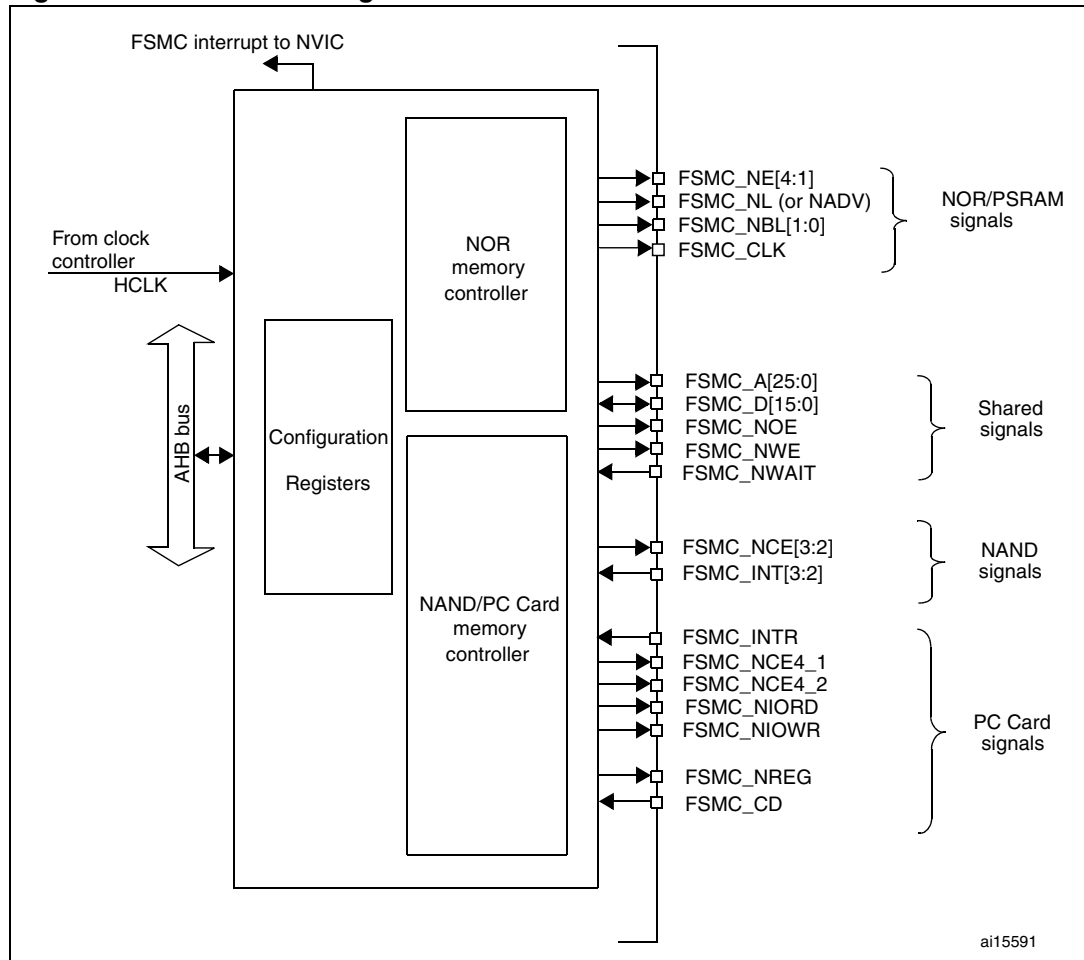 FSMC interrupt to NVIC
From clock
controller
HCLK
AHB bus
Configuration
Registers
NOR
memory
controller
NAND/PC Card
memory
controller
FSMC_NE[4:1]
FSMC_NL (or NADV)
FSMC_NBL[1:0]
FSMC_CLK
NOR/PSRAM
signals
FSMC_A[25:0]
FSMC_D[15:0]
FSMC_NOE
FSMC_NWE
FSMC_NWAIT
Shared
signals
FSMC_NCE[3:2]
FSMC_INT[3:2]
NAND
signals
FSMC_INTR
FSMC_NCE4_1
FSMC_NCE4_2
FSMC_NIORD
FSMC_NIOWR
FSMC_NREG
FSMC_CD
PC Card
signals
ai15591